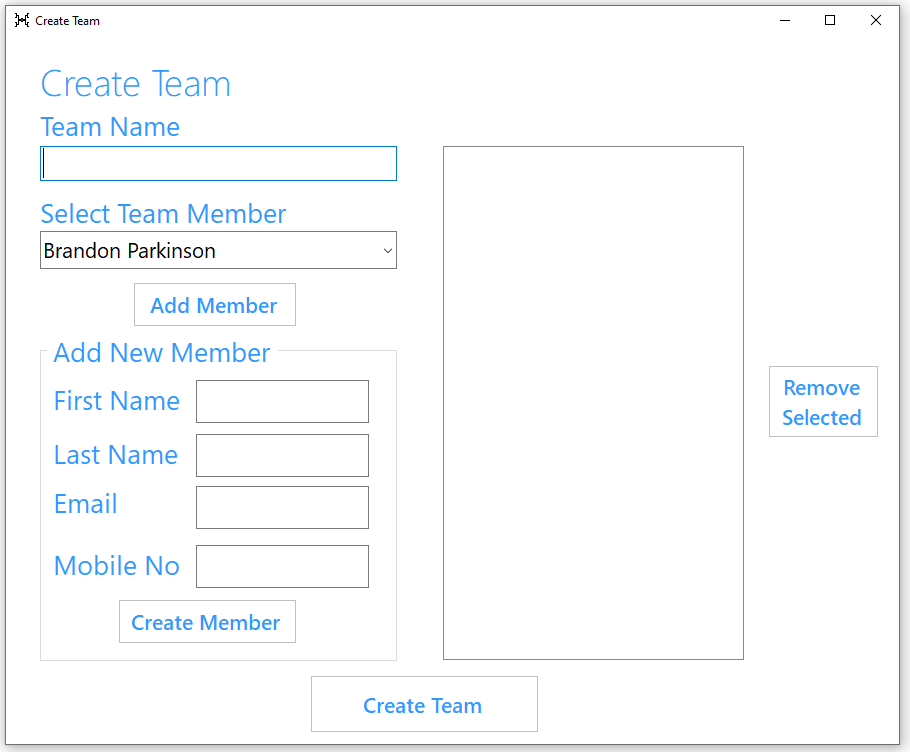 Create Team
Create Team
Team Name
Select Team Member
Brandon Parkinson
Add Member
Add New Member
First Name
Last Name
Email
Mobile No
Create Member
Remove
Selected
Create Team